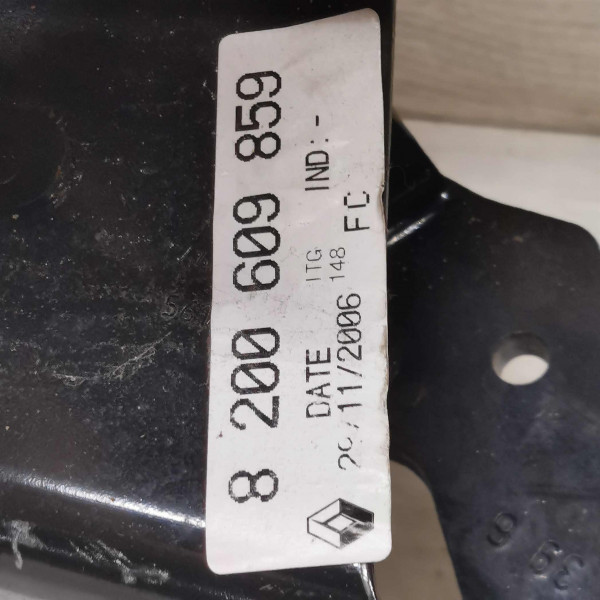 8 200 609 859
DATE ITG IND: -
/11/2006 148 FC